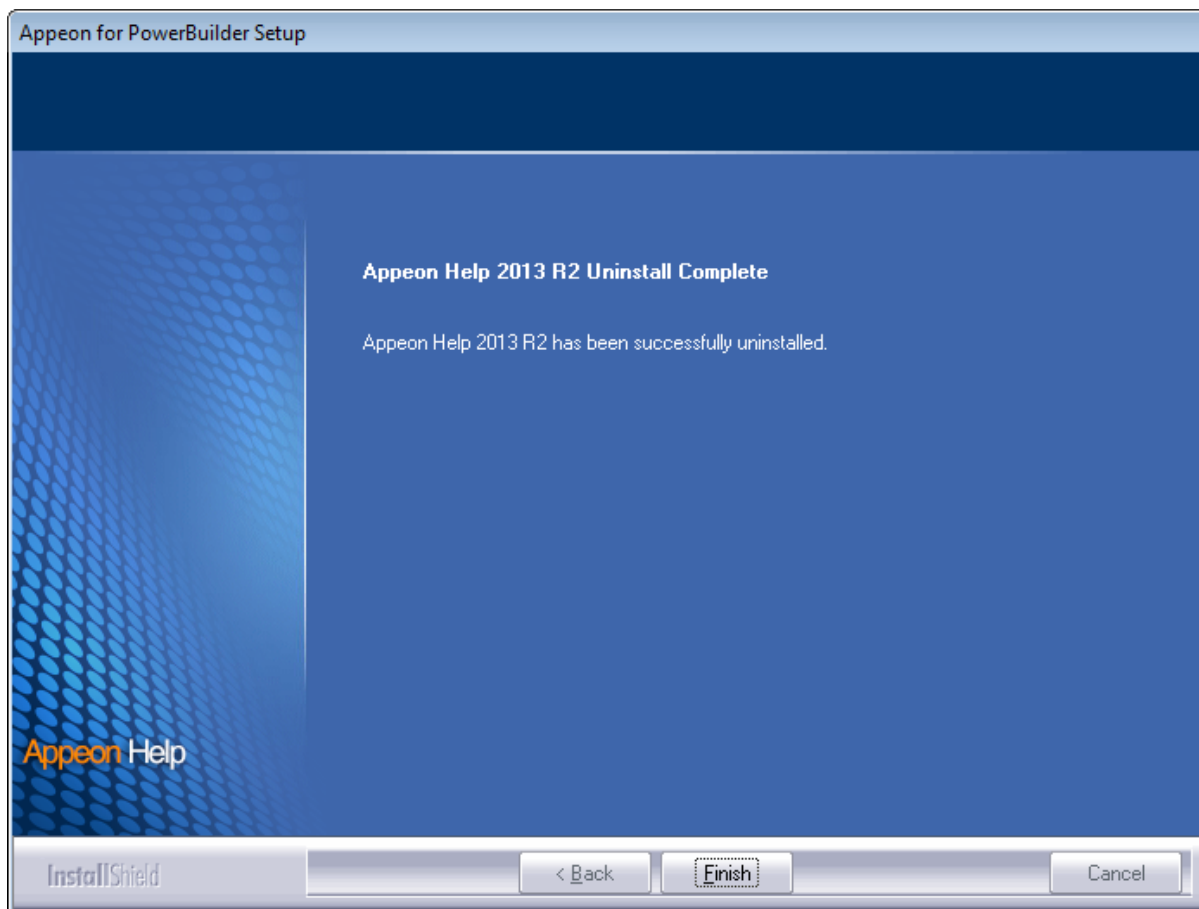 Appeon for PowerBuilder Setup
Appeon Help 2013 R2 Uninstall Complete
Appeon Help 2013 R2 has been successfully uninstalled.
Appeon Help
InstallShield
< Back
Finish
Cancel